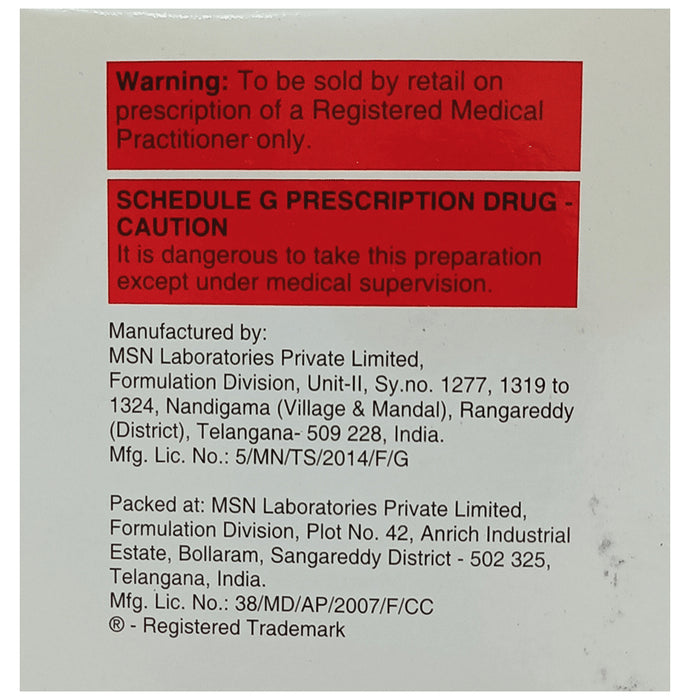 Warning: To be sold by retail on
prescription of a Registered Medical
Practitioner only.
SCHEDULE G PRESCRIPTION DRUG -
CAUTION
It is dangerous to take this preparation
except under medical supervision.
Manufactured by:
MSN Laboratories Private Limited,
Formulation Division, Unit-II, Sy.no. 1277, 1319 to
1324, Nandigama (Village & Mandal), Rangareddy
(District), Telangana- 509 228, India.
Mfg. Lic. No.: 5/MN/TS/2014/F/G
Packed at: MSN Laboratories Private Limited,
Formulation Division, Plot No. 42, Anrich Industrial
Estate, Bollaram, Sangareddy District - 502 325,
Telangana, India.
Mfg. Lic. No.: 38/MD/AP/2007/F/CC
® - Registered Trademark